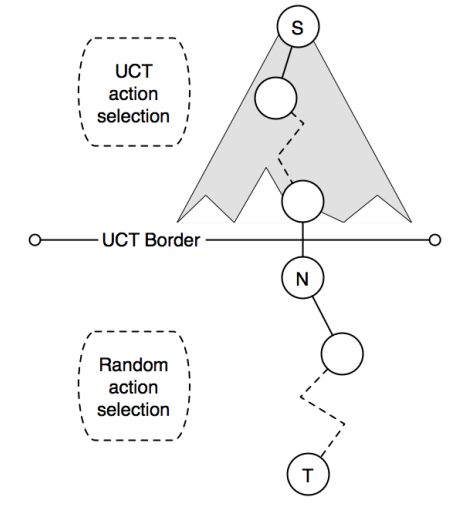 S
UCT
action
selection
UCT Border
N
Random
action
selection
T